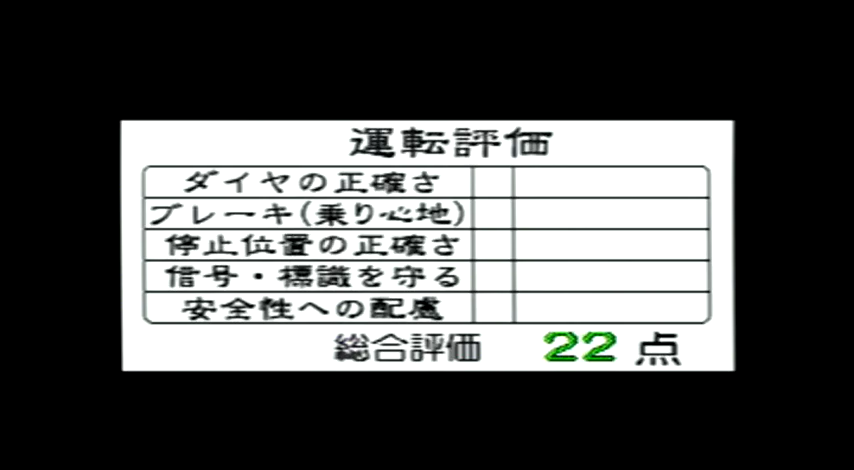 運転評価
ダイヤの正確さ
ブレーキ(乗り心地)
停止位置の正確さ
信号・標識を守る
安全性への配慮
総合評価 22 点